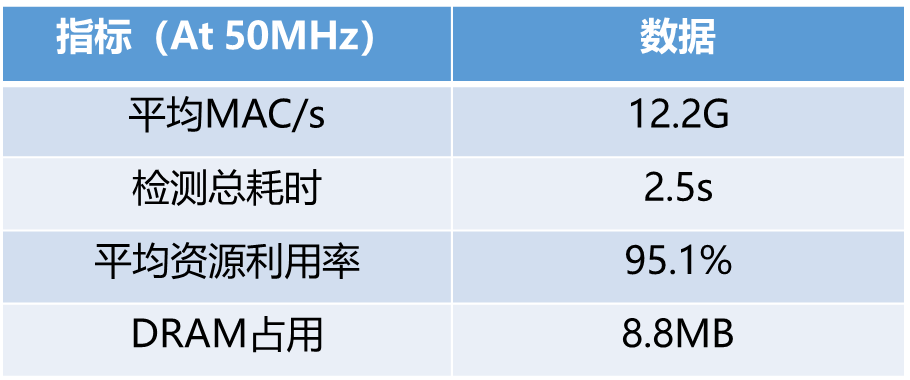 指标（At 50MHz） 数据
平均MAC/s 12.2G
检测总耗时 2.5s
平均资源利用率 95.1%
DRAM占用 8.8MB